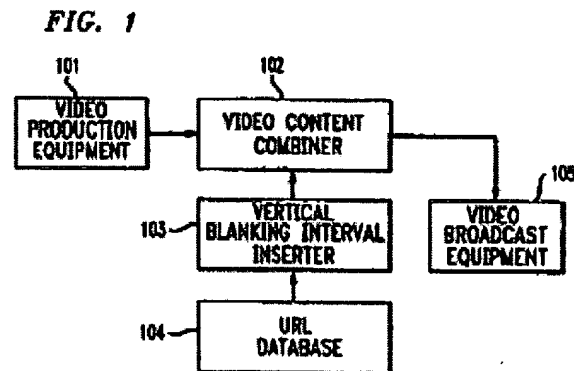 FIG. 1
101
VIDEO
PRODUCTION
EQUIPMENT
102
VIDEO CONTENT
COMBINER
103
VERTICAL
BLANKING INTERVAL
INSERTER
105
VIDEO
BROADCAST
EQUIPMENT
104
URL
DATABASE